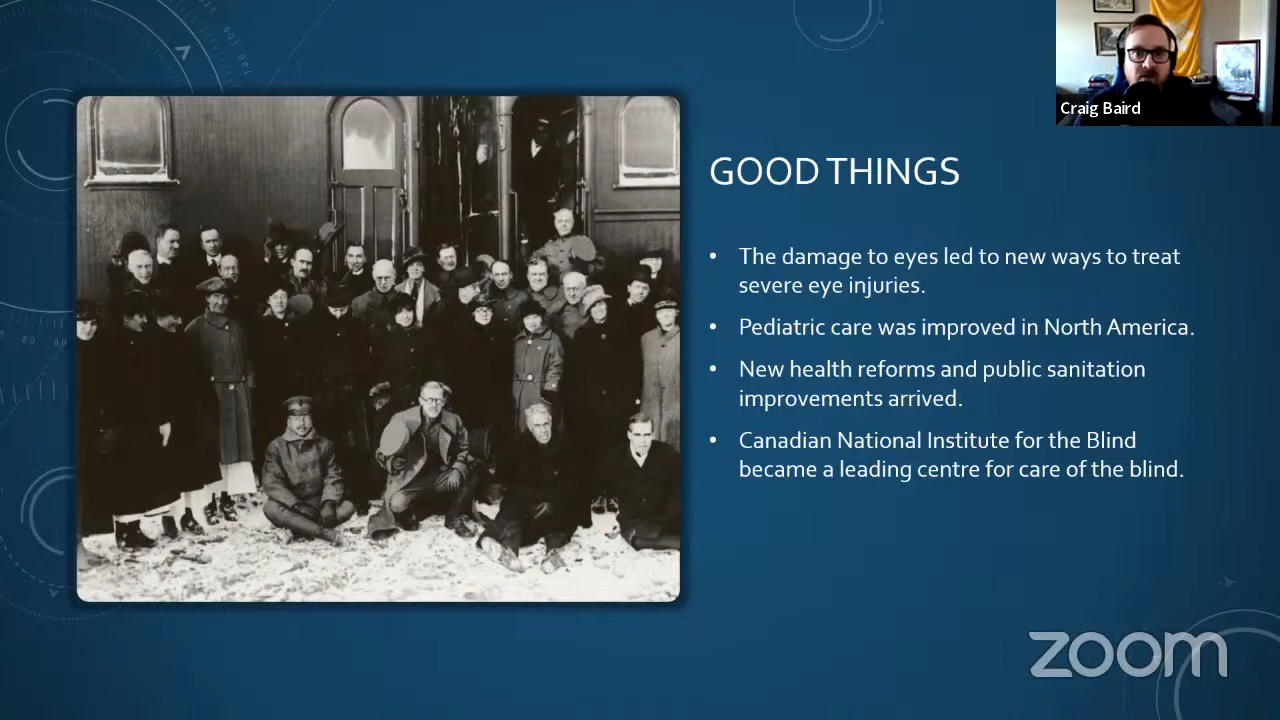 Craig Baird
GOOD THINGS
• The damage to eyes led to new ways to treat
severe eye injuries.
• Pediatric care was improved in North America.
• New health reforms and public sanitation
improvements arrived.
• Canadian National Institute for the Blind
became a leading centre for care of the blind.
zoom